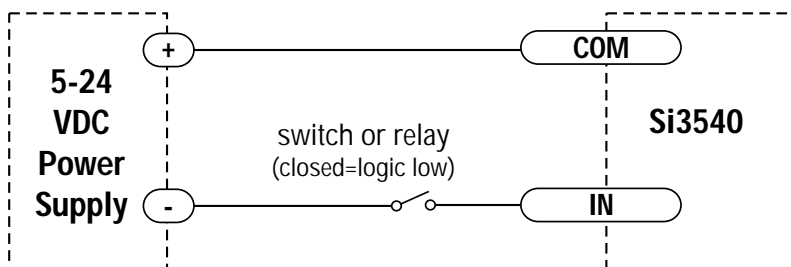 5-24
VDC
Power
Supply
+
-
switch or relay
(closed=logic low)
COM
IN
Si3540